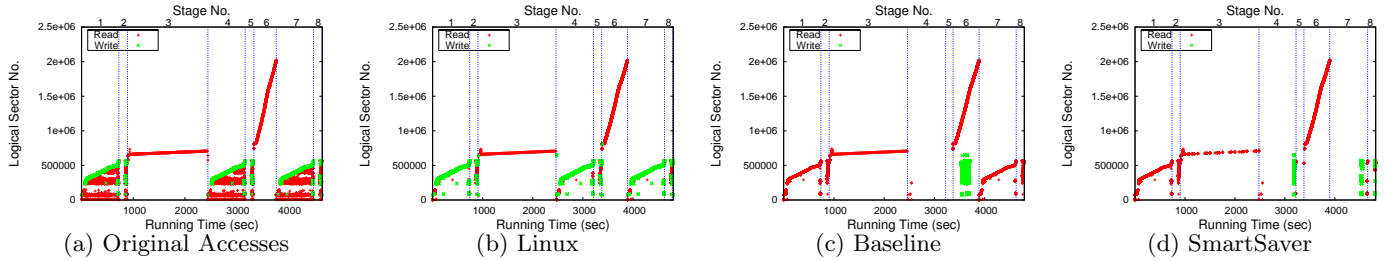 Stage No.
1 2 3 4 5 6 7 8
2.5e+06
2e+06
1.5e+06
1e+06
500000
0
Logical Sector No.
Read
Write
1000 2000 3000 4000
Running Time (sec)
(a) Original Accesses
Stage No.
1 2 3 4 5 6 7 8
2.5e+06
2e+06
1.5e+06
1e+06
500000
0
Logical Sector No.
Read
Write
1000 2000 3000 4000
Running Time (sec)
(b) Linux
Stage No.
1 2 3 4 5 6 7 8
2.5e+06
2e+06
1.5e+06
1e+06
500000
0
Logical Sector No.
Read
Write
0 1000 2000 3000 4000
Running Time (sec)
(c) Baseline
Stage No.
1 2 3 4 5 6 7 8
2.5e+06
2e+06
1.5e+06
1e+06
500000
0
Logical Sector No.
Read
Write
0 1000 2000 3000 4000
Running Time (sec)
(d) SmartSaver